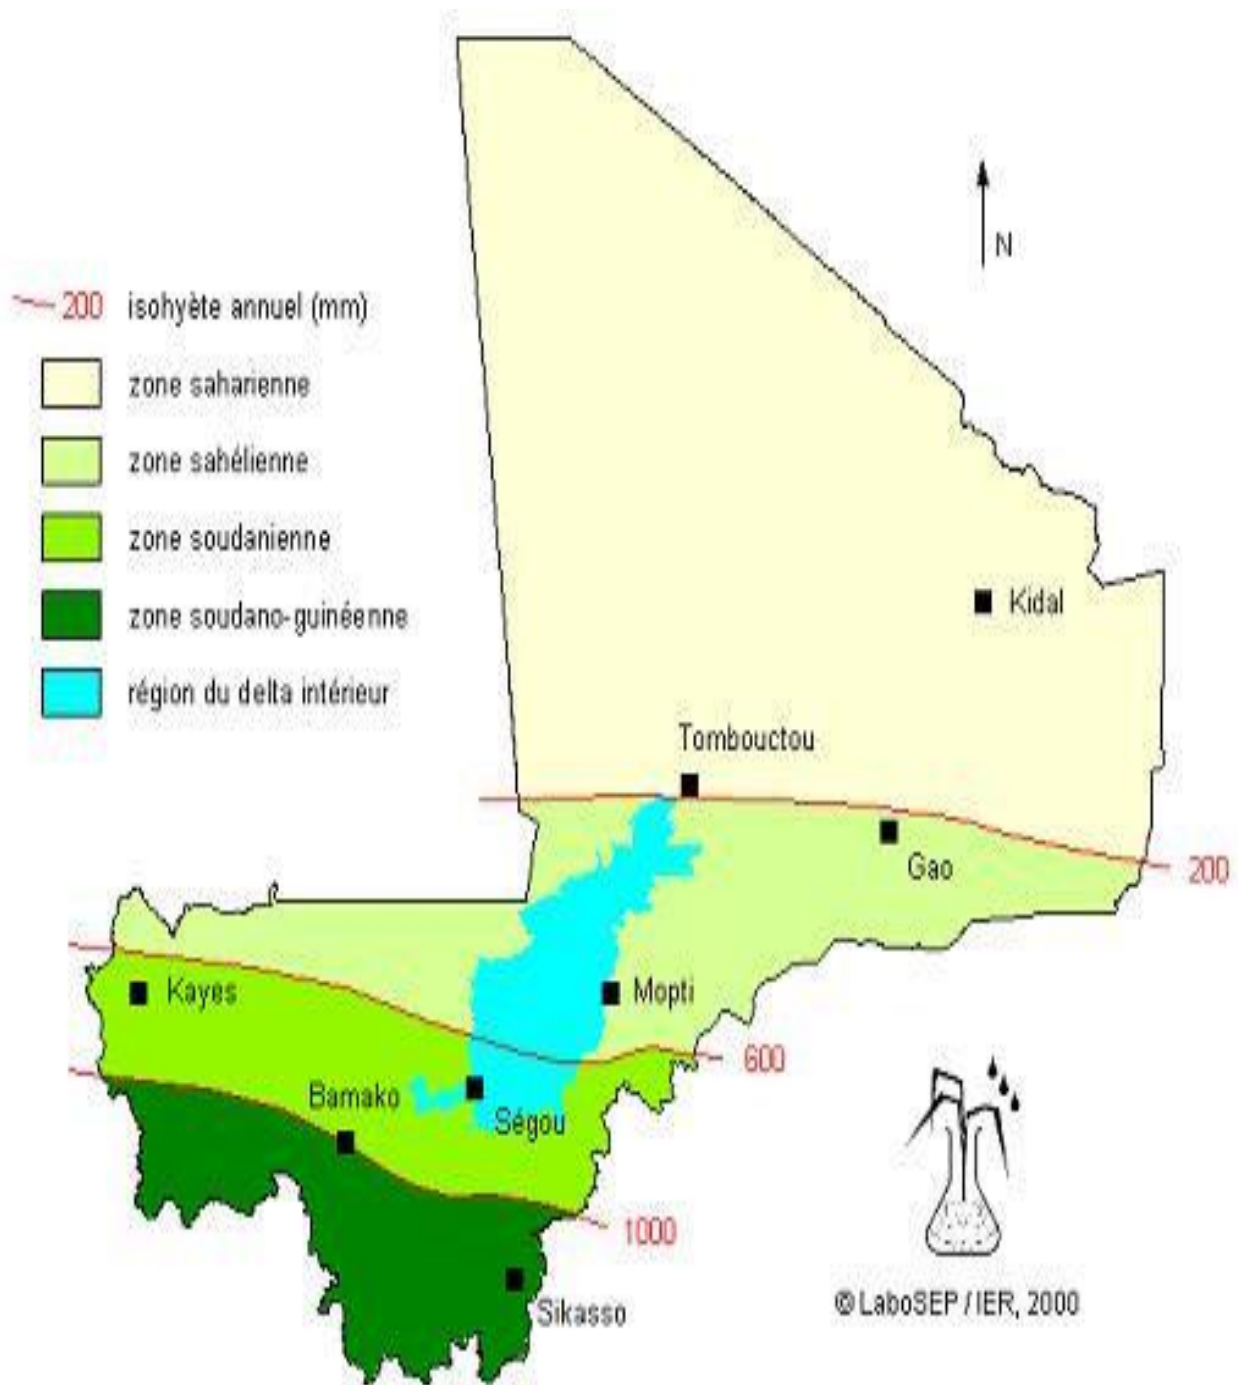 200 isohyète annuel (mm)
zone saharienne
zone sahélienne
zone soudanienne
zone soudano-guinéenne
région du delta intérieur
N
Kidal
Tombouctou
Gao
200
Kayes
Mopti
600
Bamako
Ségou
1000
Sikasso
© LaboSEP / IER, 2000